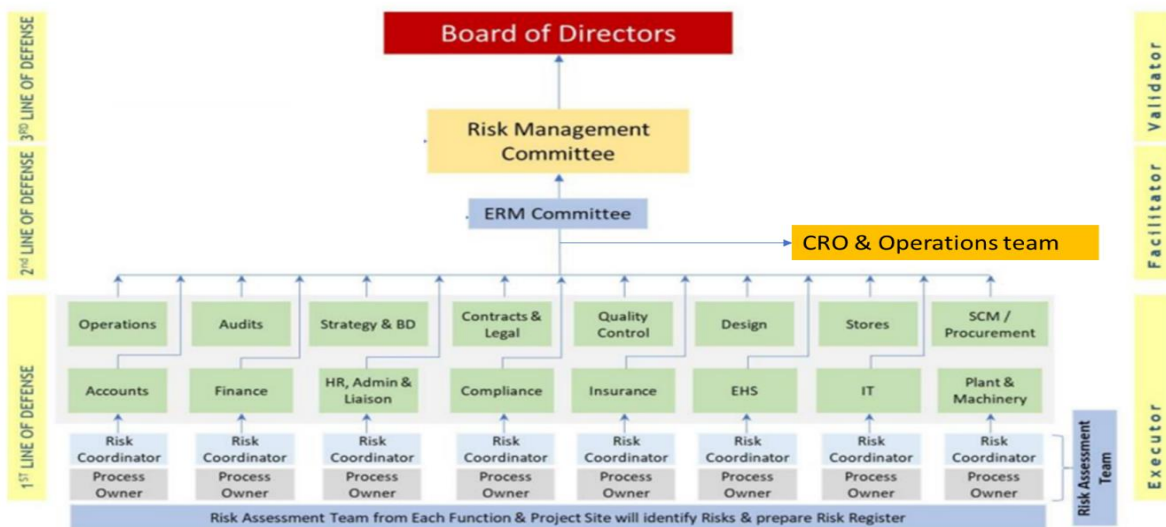 Board of Directors
3RD LINE OF DEFENSE
Validator
Risk Management
Committee
2nd LINE OF DEFENSE
Facilitator
ERM Committee
CRO & Operations team
1ST LINE OF DEFENSE
Executor
Operations
Audits
Strategy & BD
Contracts &
Legal
Quality
Control
Design
Stores
SCM /
Procurement
Accounts
Finance
HR, Admin &
Liaison
Compliance
Insurance
EHS
IT
Plant &
Machinery
Risk
Coordinator
Risk
Coordinator
Risk
Coordinator
Risk
Coordinator
Risk
Coordinator
Risk
Coordinator
Risk
Coordinator
Risk
Coordinator
Process
Owner
Process
Owner
Process
Owner
Process
Owner
Process
Owner
Process
Owner
Process
Owner
Process
Owner
Risk Assessment
Team
Risk Assessment Team from Each Function & Project Site will identify Risks & prepare Risk Register